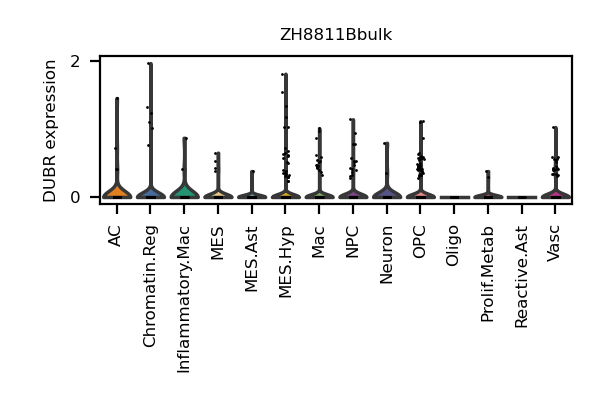 ZH8811Bbulk
DUBR expression
2
0
AC
Chromatin.Reg
Inflammatory.Mac
MES
MES.Ast
MES.Hyp
Mac
NPC
Neuron
OPC
Oligo
Prolif.Metab
Reactive.Ast
Vasc